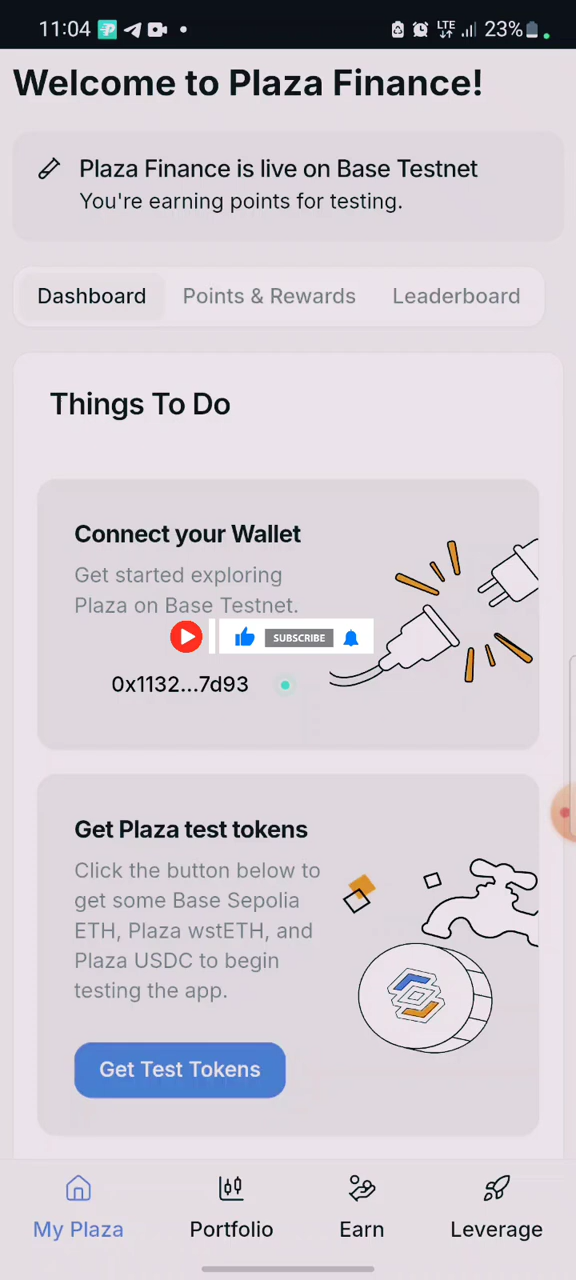 11:04
LTE
23%
Welcome to Plaza Finance!
Plaza Finance is live on Base Testnet
You're earning points for testing.
Dashboard
Points & Rewards
Leaderboard
Things To Do
Connect your Wallet
Get started exploring
Plaza on Base Testnet.
SUBSCRIBE
0x1132...7d93
Get Plaza test tokens
Click the button below to
get some Base Sepolia
ETH, Plaza wstETH, and
Plaza USDC to begin
testing the app.
Get Test Tokens
My Plaza
Portfolio
Earn
Leverage